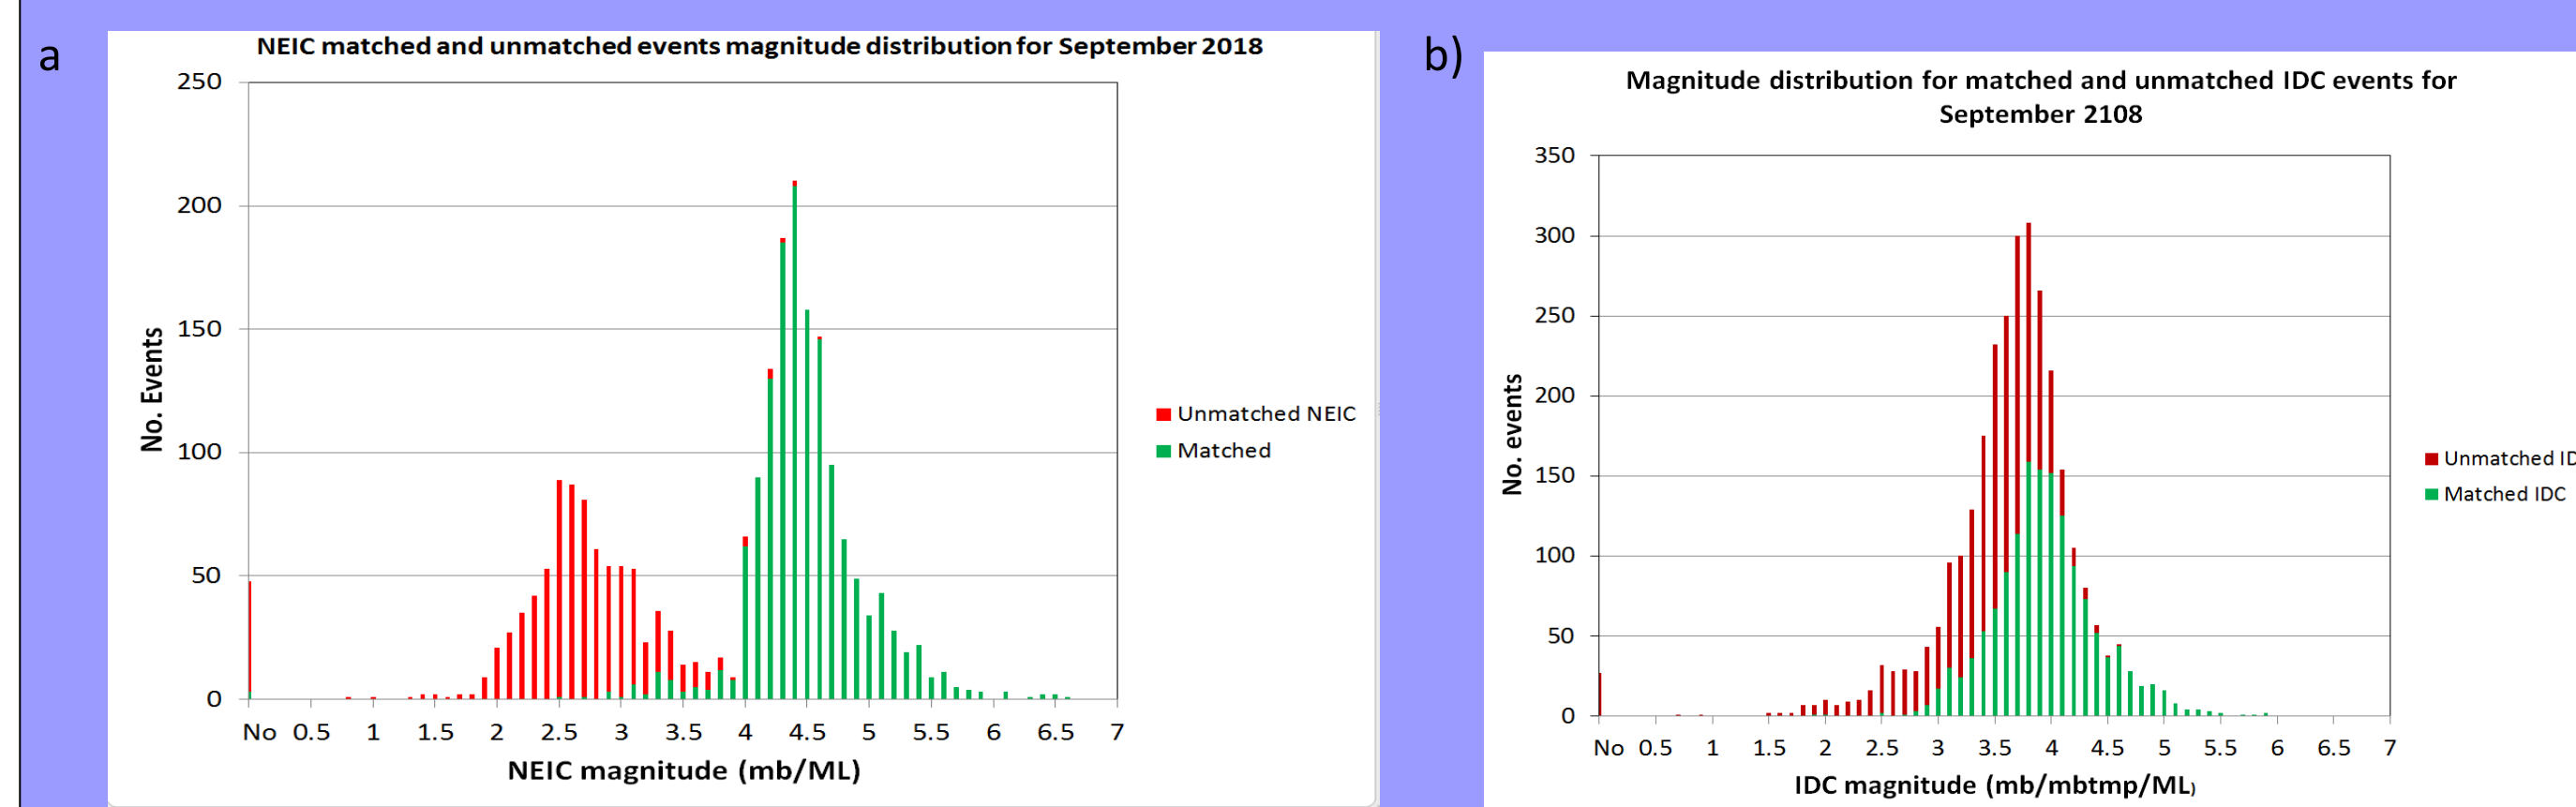 a
NEIC matched and unmatched events magnitude distribution for September 2018
250
200
150
100
50
0
No. Events
No 0.5 1 1.5 2 2.5 3 3.5 4 4.5 5 5.5 6 6.5 7
NEIC magnitude (mb/ML)
Unmatched NEIC
Matched
b)
Magnitude distribution for matched and unmatched IDC events for
September 2108
350
300
250
200
150
100
50
0
No. events
No 0.5 1 1.5 2 2.5 3 3.5 4 4.5 5 5.5 6 6.5 7
IDC magnitude (mb/mbtmp/ML)
Unmatched
Matched IDC